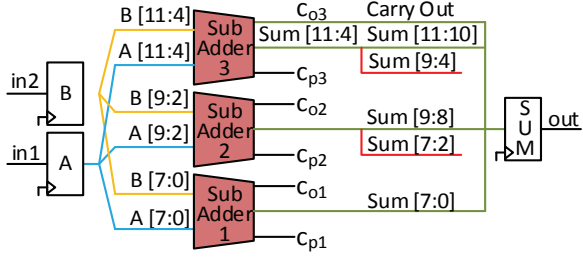 B [11:4]
A [11:4]
Sub
Adder
3
Co3
Carry Out
Sum [11:4]
Sum [11:10]
Sum [9:4]
Cp3
in2
B
B [9:2]
A [9:2]
Sub
Adder
2
Co2
Sum [9:8]
Sum [7:2]
Cp2
in1
A
B [7:0]
A [7:0]
Sub
Adder
1
Co1
Sum [7:0]
Cp1
S
U
M
out